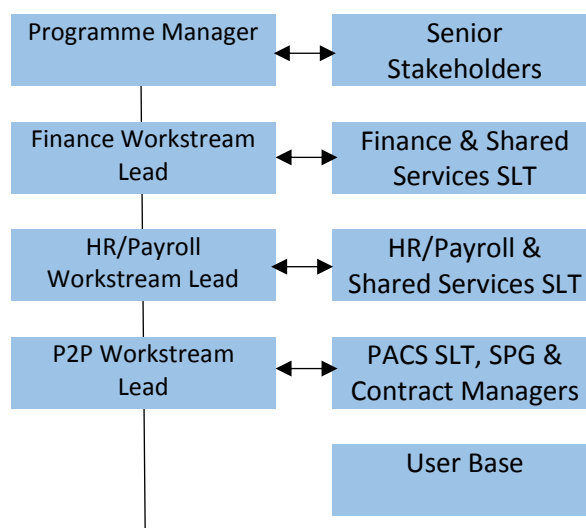 Programme Manager
Senior
Stakeholders
Finance Workstream
Lead
Finance & Shared
Services SLT
HR/Payroll
Workstream Lead
HR/Payroll &
Shared Services SLT
P2P Workstream
Lead
PACS SLT, SPG &
Contract Managers
User Base